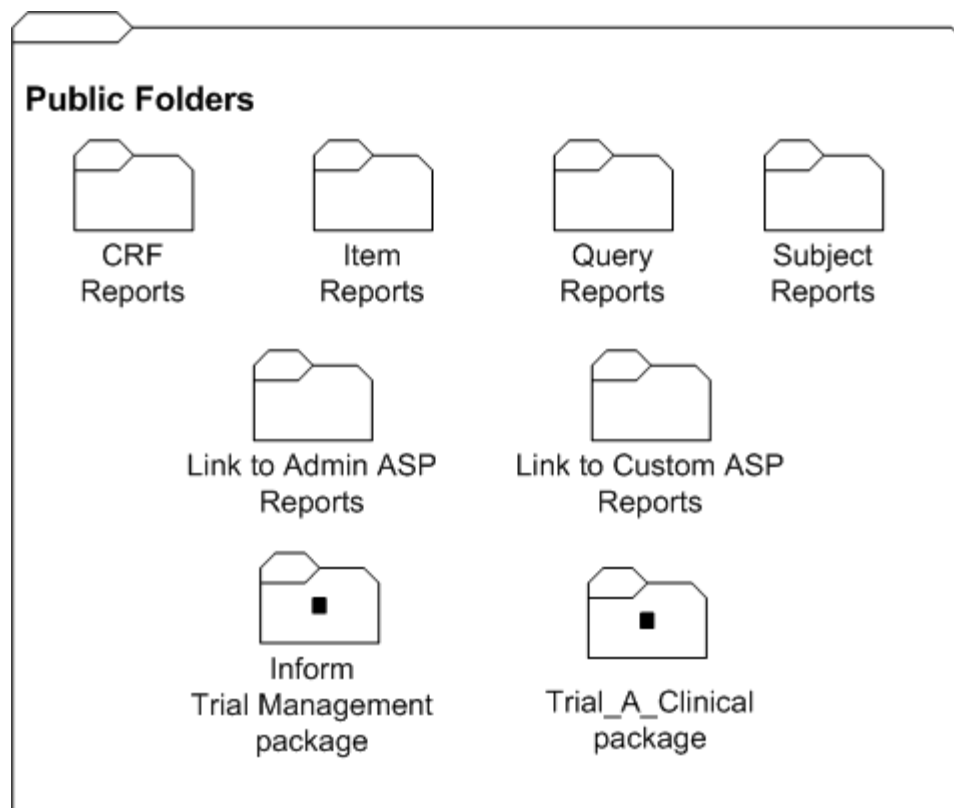 Public Folders
CRF
Reports
Item
Reports
Query
Reports
Subject
Reports
Link to Admin ASP
Reports
Link to Custom ASP
Reports
Inform
Trial Management
package
Trial_A_Clinical
package